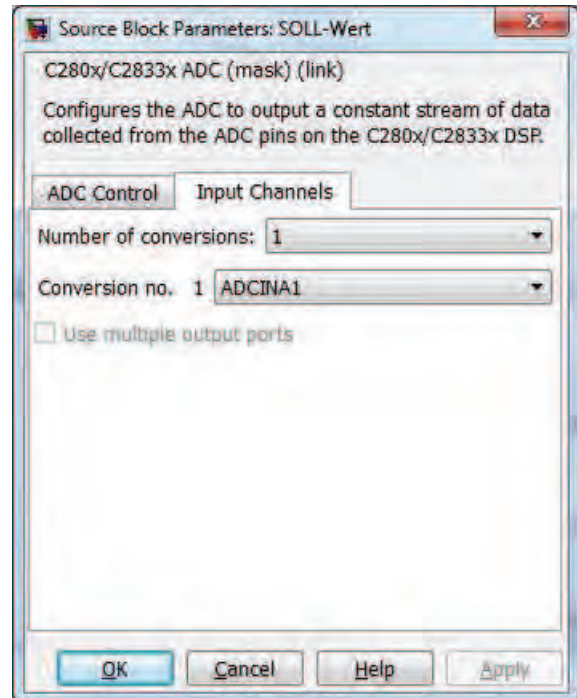 Source Block Parameters: SOLL-Wert
C280x/C2833x ADC (mask) (link)
Configures the ADC to output a constant stream of data
collected from the ADC pins on the C280x/C2833x DSP.
ADC Control Input Channels
Number of conversions: 1
Conversion no. 1 ADCINA1
Use multiple output ports
OK Cancel Help Apply